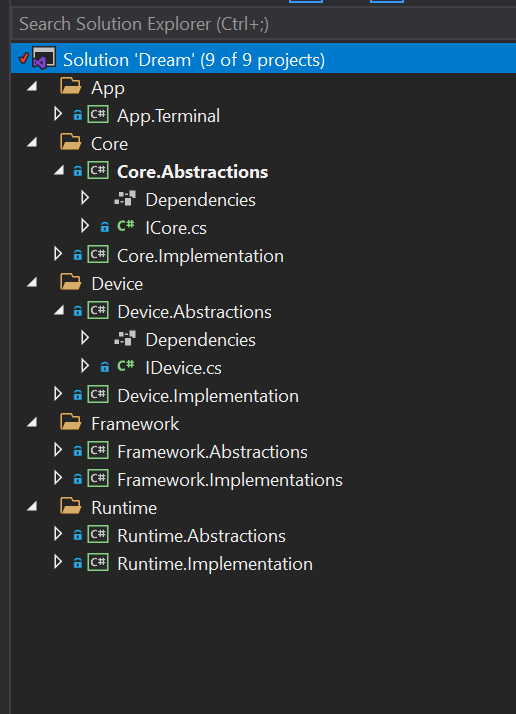 Search Solution Explorer (Ctrl+;)
Solution 'Dream' (9 of 9 projects)
App
C# App.Terminal
Core
C# Core.Abstractions
Dependencies
C# ICore.cs
C# Core.Implementation
Device
C# Device.Abstractions
Dependencies
C# IDevice.cs
C# Device.Implementation
Framework
C# Framework.Abstractions
C# Framework.Implementations
Runtime
C# Runtime.Abstractions
C# Runtime.Implementation